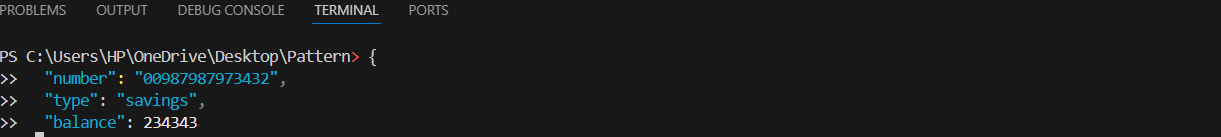 PROBLEMS OUTPUT DEBUG CONSOLE TERMINAL PORTS
PS C:\Users\HP\OneDrive\Desktop\Pattern> {
>>   "number": "00987987973432",
>>   "type": "savings",
>>   "balance": 234343